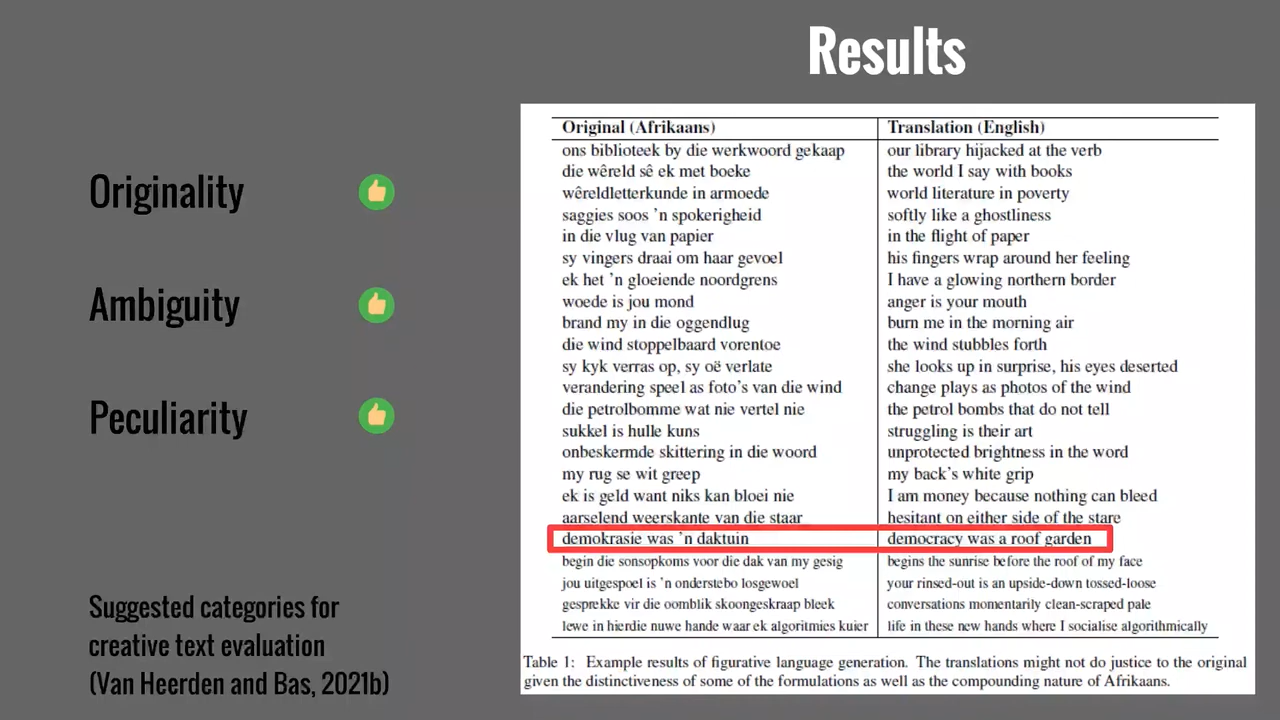 Results
Originality
Ambiguity
Peculiarity
Suggested categories for
creative text evaluation
(Van Heerden and Bas, 2021b)
Original (Afrikaans) Translation (English)
ons biblioteek by die werkwoord gekaap our library hijacked at the verb
die wêreld sê ek met boeke the world I say with books
wêreldletterkunde in armoede world literature in poverty
saggies soos 'n spokerigheid softly like a ghostliness
in die vlug van papier in the flight of paper
sy vingers draai om haar gevoel his fingers wrap around her feeling
ek het 'n gloeiende noordgrens I have a glowing northern border
woede is jou mond anger is your mouth
brand my in die oggendlug burn me in the morning air
die wind stoppelbaard vorentoe the wind stubbles forth
sy kyk verras op, sy oë verlate she looks up in surprise, his eyes deserted
verandering speel as foto's van die wind change plays as photos of the wind
die petrolbomme wat nie vertel nie the petrol bombs that do not tell
sukkel is hulle kuns struggling is their art
onbeskermde skittering in die woord unprotected brightness in the word
my rug se wit greep my back's white grip
ek is geld want niks kan bloei nie I am money because nothing can bleed
aarselend weerskante van die staar hesitant on either side of the stare
demokrasie was 'n daktuin democracy was a roof garden
begin die sonsopkoms voor die dak van my gesig begins the sunrise before the roof of my face
jou uitgespoel is 'n onderstebo losgewoel your rinsed-out is an upside-down tossed-loose
gesprekke vir die oomblik skoongeskraap bleek conversations momentarily clean-scraped pale
lewe in hierdie nuwe hande waar ek algoritmies kuier life in these new hands where I socialise algorithmically
Table 1: Example results of figurative language generation. The translations might not do justice to the original
given the distinctiveness of some of the formulations as well as the compounding nature of Afrikaans.